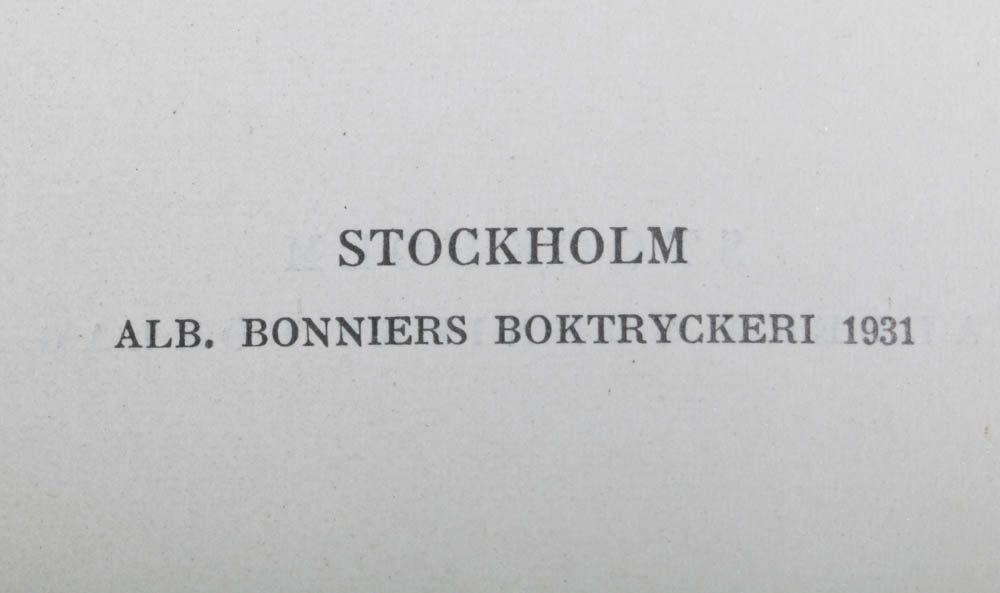 STOCKHOLM
ALB. BONNIERS BOKTRYCKERI 1931